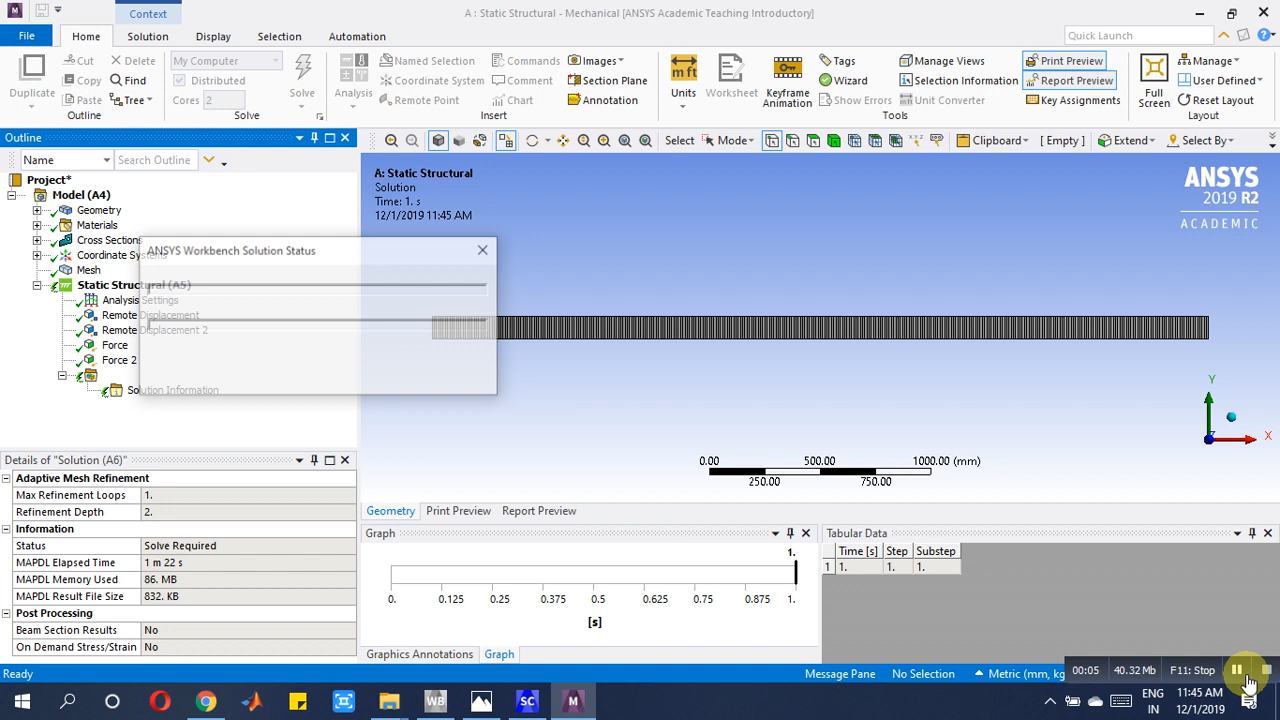 Context
A : Static Structural - Mechanical [ANSYS Academic Teaching Introductory]
File
Home
Solution
Display
Selection
Automation
Quick Launch
Duplicate
Cut
Copy
Paste
Delete
Find
Tree
Outline
My Computer
Distributed
Cores 2
Solve
Solve
Analysis
Named Selection
Coordinate System
Remote Point
Commands
Comment
Chart
Images
Section Plane
Annotation
Insert
mft
Units
Worksheet
Keyframe
Animation
Tags
Wizard
Show Errors
Manage Views
Selection Information
Unit Converter
Print Preview
Report Preview
Key Assignments
Tools
Full
Screen
Manage
User Defined
Reset Layout
Layout
Outline
Select
Mode
Clipboard
[ Empty ]
Extend
Select By
Name
Search Outline
Project*
Model (A4)
Geometry
Materials
Cross Sections
Coordinate Systems
Mesh
Static Structural (A5)
Analysis Settings
Remote Displacement
Remote Displacement 2
Force
Force 2
Solution Information
ANSYS Workbench Solution Status
A: Static Structural
Solution
Time: 1. s
12/1/2019 11:45 AM
ANSYS
2019 R2
ACADEMIC
Y
X
Z
0.00 500.00 1000.00 (mm)
250.00 750.00
Details of "Solution (A6)"
Adaptive Mesh Refinement
Max Refinement Loops 1.
Refinement Depth 2.
Information
Status Solve Required
MAPDL Elapsed Time 1 m 22 s
MAPDL Memory Used 86. MB
MAPDL Result File Size 832. KB
Post Processing
Beam Section Results No
On Demand Stress/Strain No
Geometry Print Preview Report Preview
Graph
1.
0. 0.125 0.25 0.375 0.5 0.625 0.75 0.875 1.
[s]
Graphics Annotations Graph
Tabular Data
Time [s] Step Substep
1 1. 1. 1.
Ready
Message Pane
No Selection
Metric (mm, kg
00:05 40.32 Mb F11: Stop
WB
SC
M
ENG
IN
11:45 AM
12/1/2019